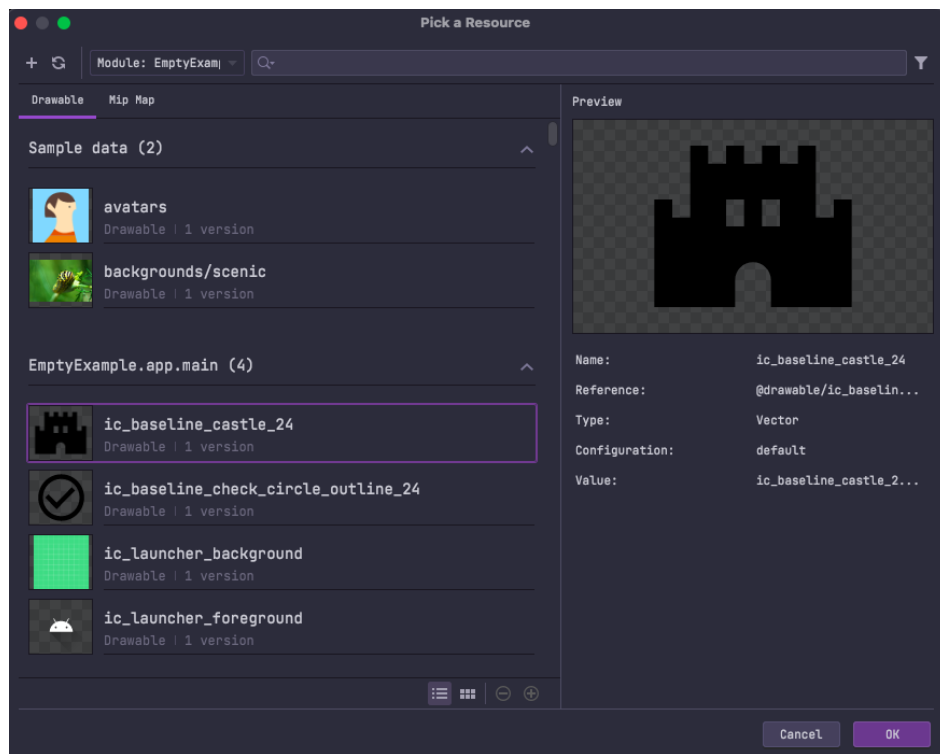 Pick a Resource
Module: EmptyExam
Drawable Mip Map
Sample data (2)
avatars
Drawable | 1 version
backgrounds/scenic
Drawable | 1 version
EmptyExample.app.main (4)
ic_baseline_castle_24
Drawable | 1 version
ic_baseline_check_circle_outline_24
Drawable | 1 version
ic_launcher_background
Drawable | 1 version
ic_launcher_foreground
Drawable | 1 version
Preview
Name: ic_baseline_castle_24
Reference: @drawable/ic_baselin...
Type: Vector
Configuration: default
Value: ic_baseline_castle_2...
Cancel OK